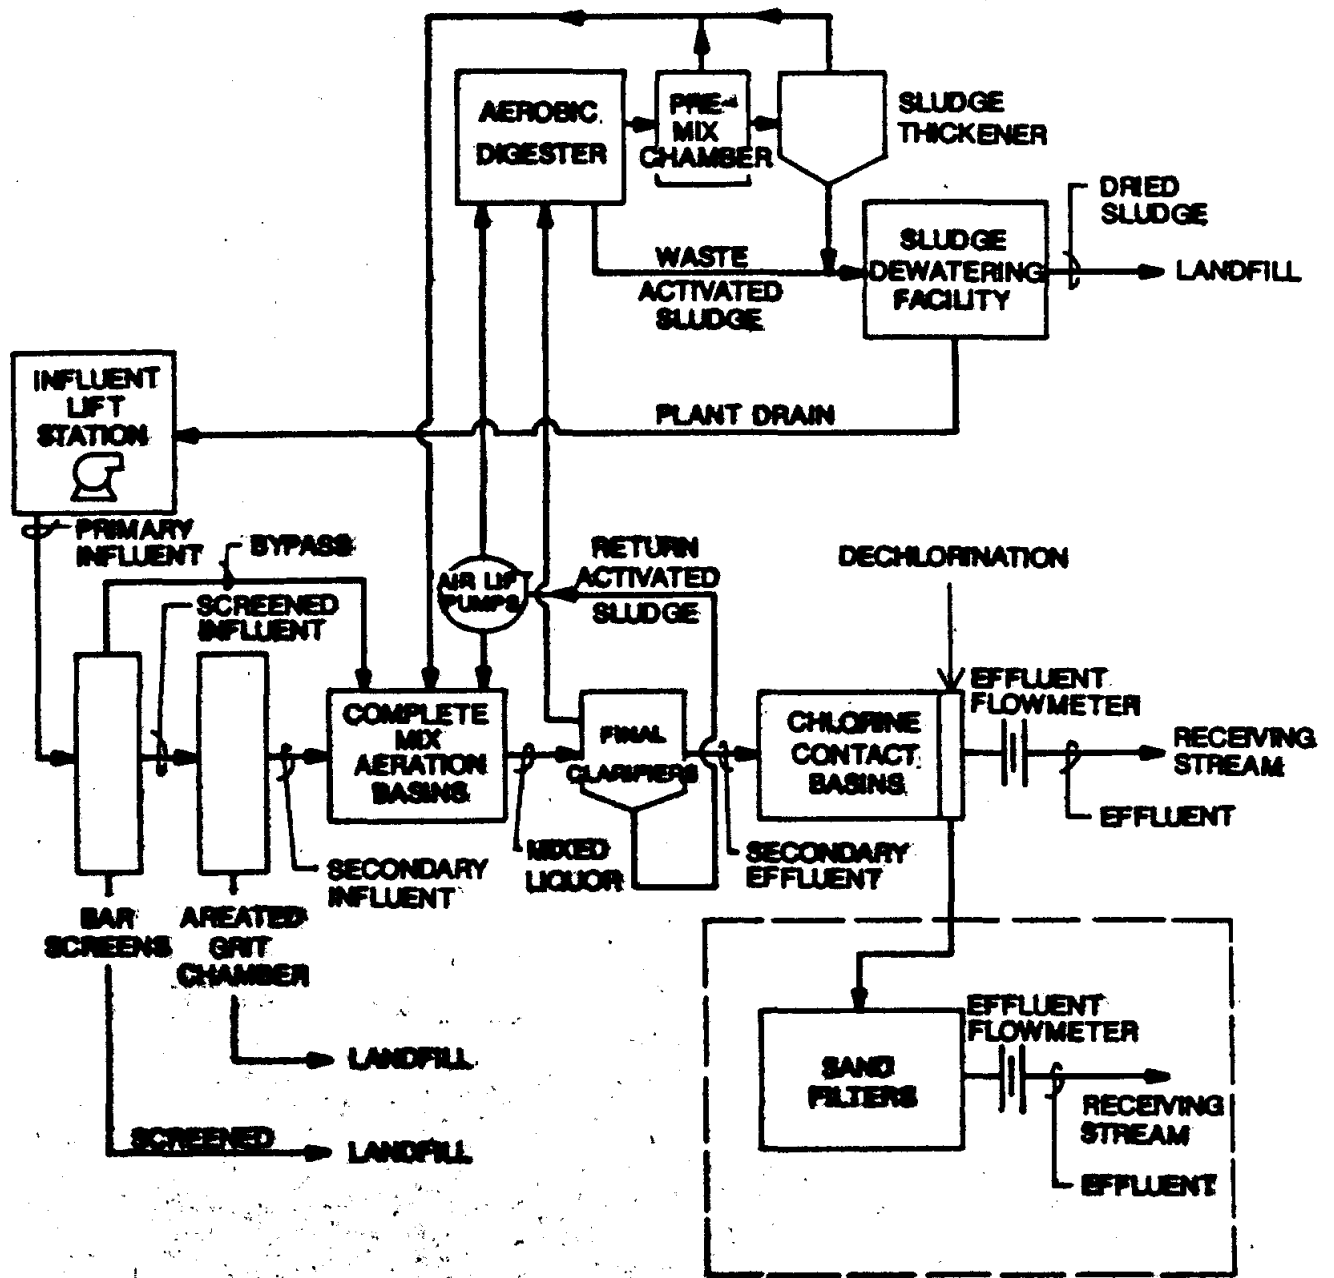 AEROBIC
DIGESTER
PRE-
MIX
CHAMBER
SLUDGE
THICKENER
DRIED
SLUDGE
SLUDGE
DEWATERING
FACILITY
LANDFILL
WASTE
ACTIVATED
SLUDGE
INFLUENT
LIFT
STATION
PLANT DRAIN
PRIMARY
INFLUENT
BYPASS
SCREENED
INFLUENT
AIR LIFT
PUMPS
RETURN
ACTIVATED
SLUDGE
DECHLORINATION
COMPLETE
MIX
AERATION
BASINS
FINAL
CLARIFIERS
CHLORINE
CONTACT
BASINS
EFFLUENT
FLOWMETER
RECEIVING
STREAM
EFFLUENT
SECONDARY
INFLUENT
MIXED
LIQUOR
SECONDARY
EFFLUENT
BAR
SCREENS
AREATED
GRIT
CHAMBER
LANDFILL
SCREENED
LANDFILL
SAND
FILTERS
EFFLUENT
FLOWMETER
RECEIVING
STREAM
EFFLUENT